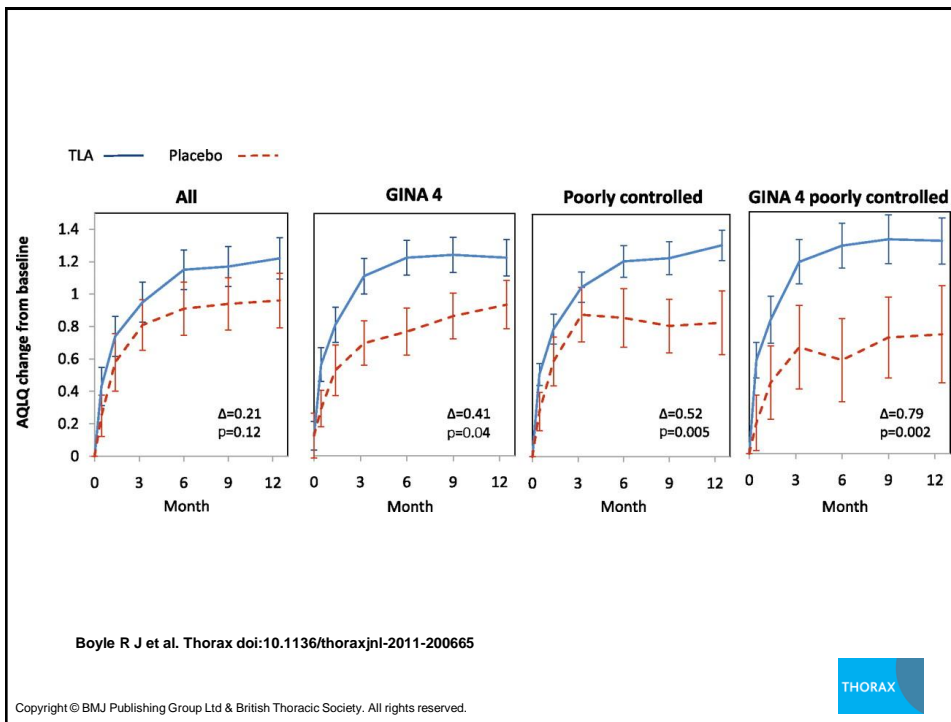 TLA Placebo
All
GINA 4
Poorly controlled
GINA 4 poorly controlled
AQLQ change from baseline
1.4
1.2
1
0.8
0.6
0.4
0.2
0
Δ=0.21
p=0.12
Δ=0.41
p=0.04
Δ=0.52
p=0.005
Δ=0.79
p=0.002
0 3 6 9 12
0 3 6 9 12
0 3 6 9 12
0 3 6 9 12
Month
Month
Month
Month
Boyle R J et al. Thorax doi:10.1136/thoraxjnl-2011-200665
THORAX
Copyright © BMJ Publishing Group Ltd & British Thoracic Society. All rights reserved.